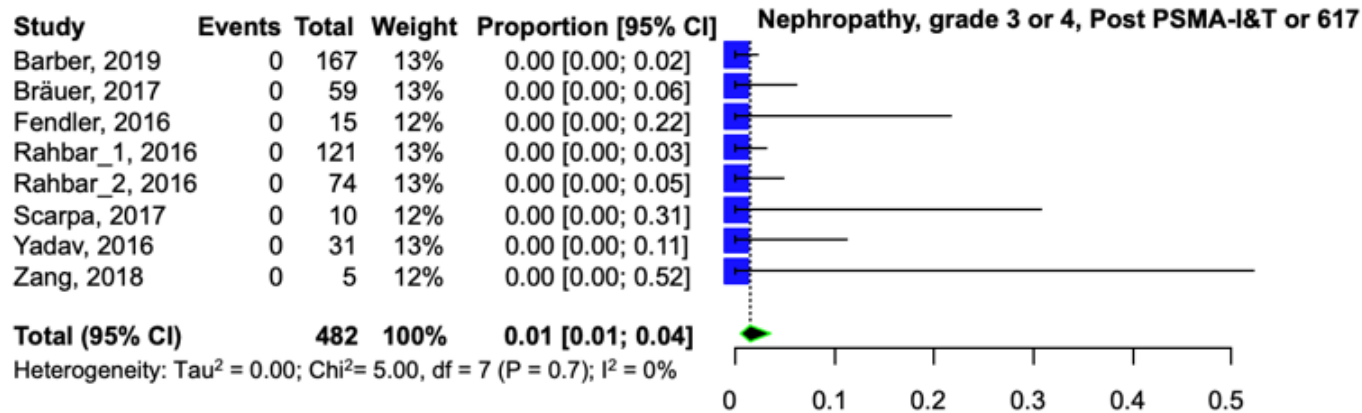 Nephropathy, grade 3 or 4, Post PSMA-I&T or 617
Study Events Total Weight Proportion [95% CI]
Barber, 2019 0 167 13% 0.00 [0.00; 0.02]
Bräuer, 2017 0 59 13% 0.00 [0.00; 0.06]
Fendler, 2016 0 15 12% 0.00 [0.00; 0.22]
Rahbar_1, 2016 0 121 13% 0.00 [0.00; 0.03]
Rahbar_2, 2016 0 74 13% 0.00 [0.00; 0.05]
Scarpa, 2017 0 10 12% 0.00 [0.00; 0.31]
Yadav, 2016 0 31 13% 0.00 [0.00; 0.11]
Zang, 2018 0 5 12% 0.00 [0.00; 0.52]
Total (95% CI) 482 100% 0.01 [0.01; 0.04]
Heterogeneity: Tau² = 0.00; Chi²= 5.00, df = 7 (P = 0.7); I² = 0%
0 0.1 0.2 0.3 0.4 0.5